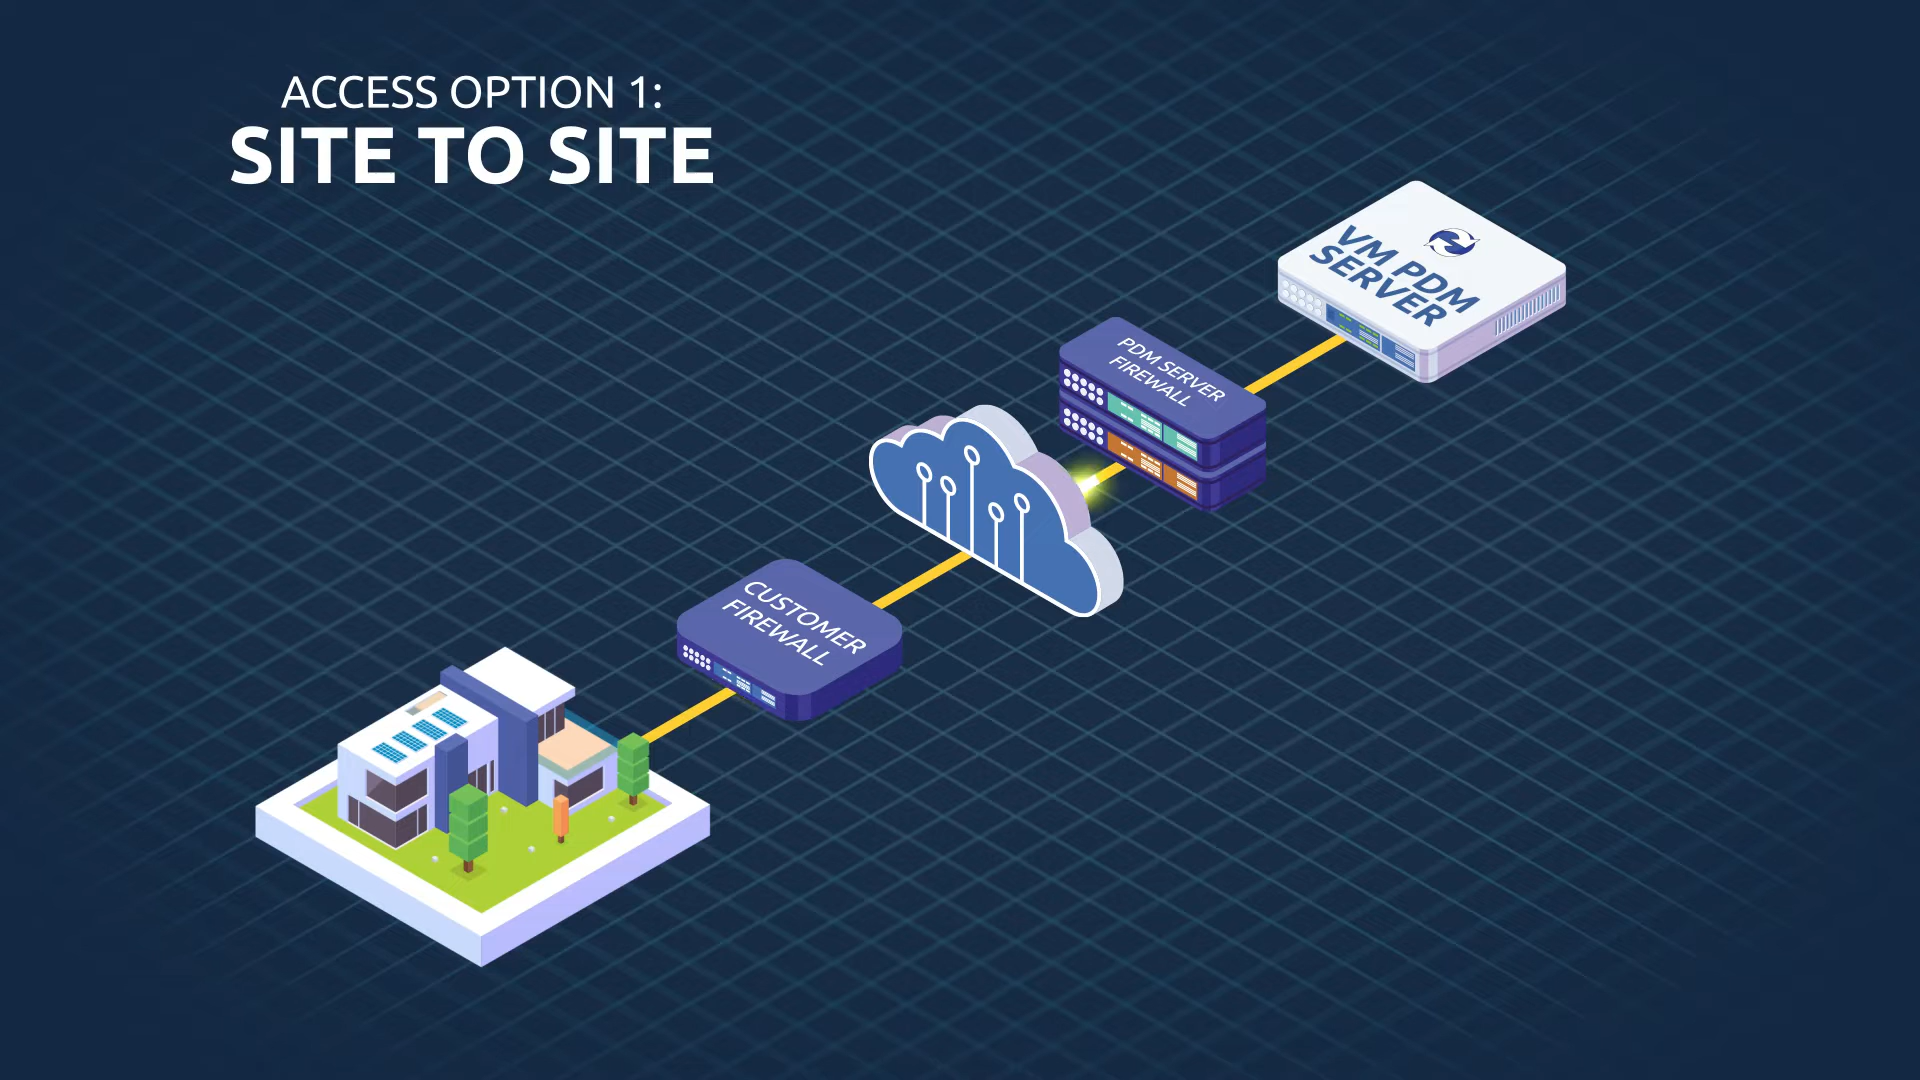 ACCESS OPTION 1:
SITE TO SITE
VM PDM
SERVER
PDM SERVER
FIREWALL
CUSTOMER
FIREWALL